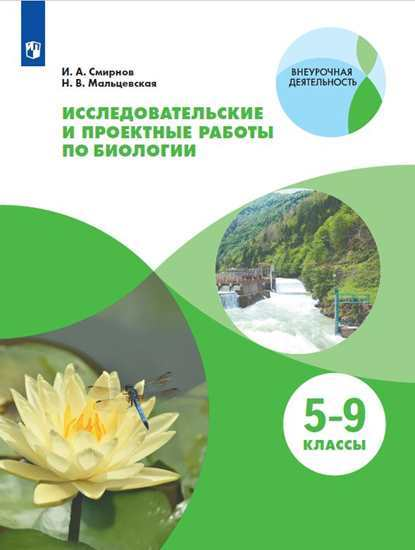 И. А. Смирнов
Н. В. Мальцевская
ВНЕУРОЧНАЯ
ДЕЯТЕЛЬНОСТЬ
ИССЛЕДОВАТЕЛЬСКИЕ
И ПРОЕКТНЫЕ РАБОТЫ
ПО БИОЛОГИИ
5–9
КЛАССЫ